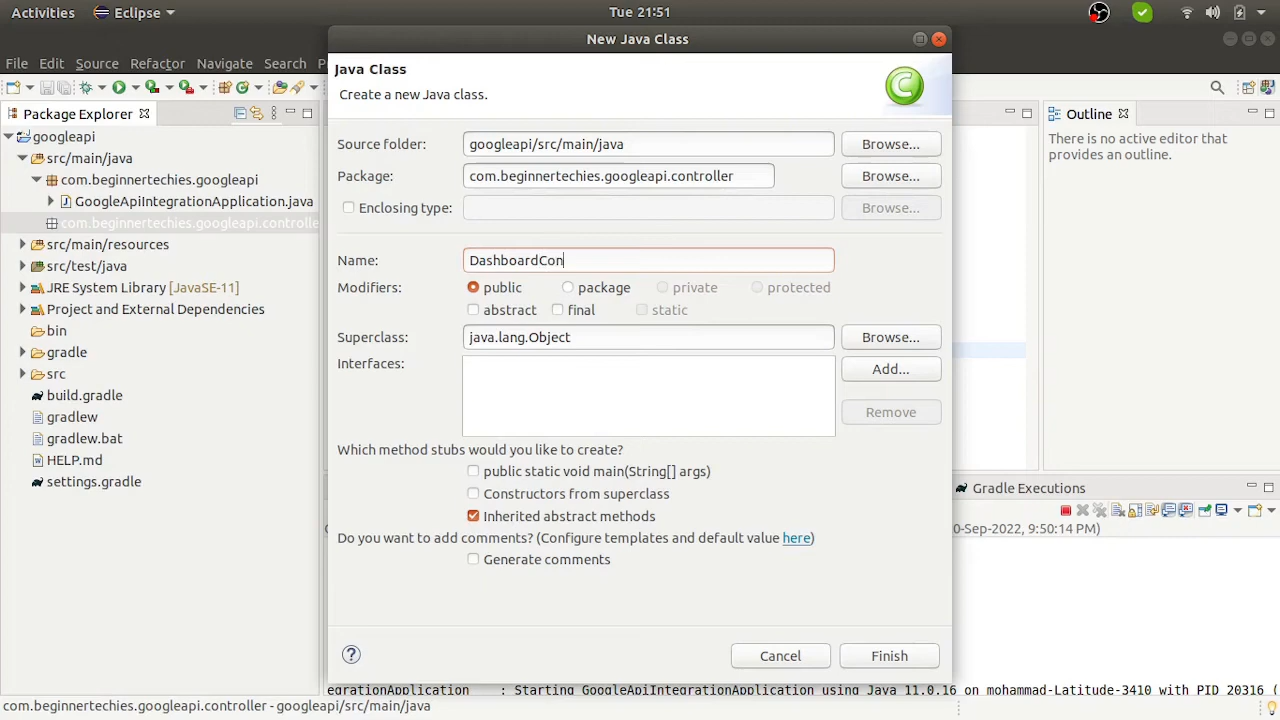 Activities Eclipse Tue 21:51
New Java Class
File Edit Source Refactor Navigate Search P
Java Class
Create a new Java class.
Package Explorer
googleapi
src/main/java
com.beginnertechies.googleapi
GoogleApiIntegrationApplication.java
com.beginnertechies.googleapi.controlle
src/main/resources
src/test/java
JRE System Library [JavaSE-11]
Project and External Dependencies
bin
gradle
src
build.gradle
gradlew
gradlew.bat
HELP.md
settings.gradle
Source folder: googleapi/src/main/java Browse...
Package: com.beginnertechies.googleapi.controller Browse...
Enclosing type: Browse...
Name: DashboardCon
Modifiers: public package private protected
abstract final static
Superclass: java.lang.Object Browse...
Interfaces: Add...
Remove
Which method stubs would you like to create?
public static void main(String[] args)
Constructors from superclass
Inherited abstract methods
Do you want to add comments? (Configure templates and default value here)
Generate comments
Cancel Finish
Outline
There is no active editor that
provides an outline.
Gradle Executions
0-Sep-2022, 9:50:14 PM)
egrationApplication : Starting GoogleApiIntegrationApplication using Java 11.0.16 on mohammad-Latitude-3410 with PID 20316 (
com.beginnertechies.googleapi.controller - googleapi/src/main/java